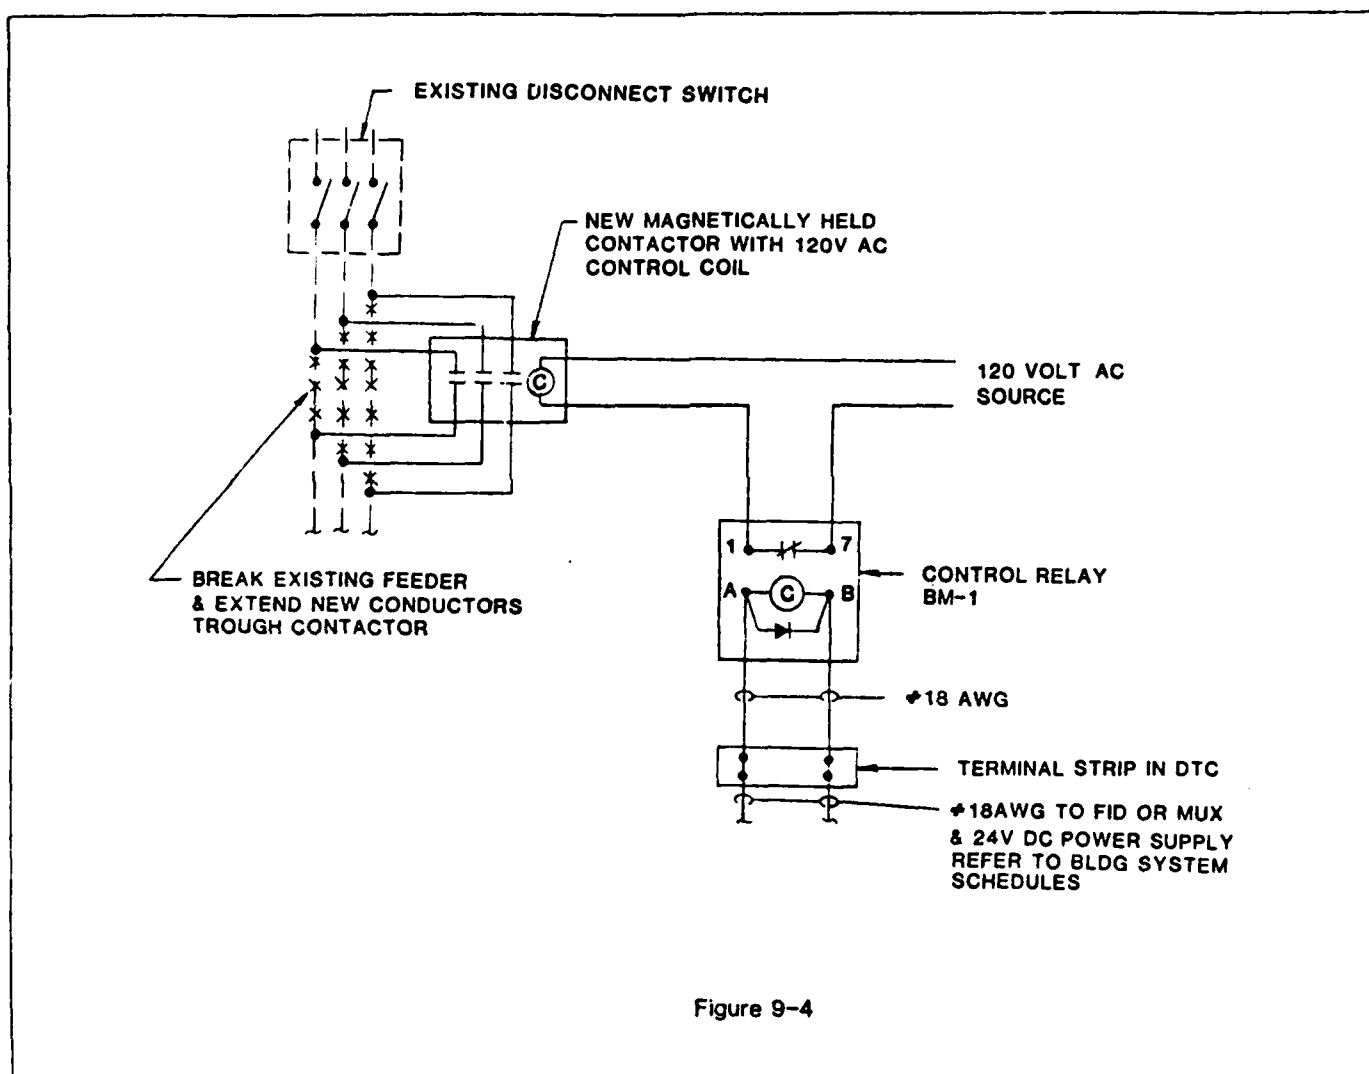 EXISTING DISCONNECT SWITCH
NEW MAGNETICALLY HELD
CONTACTOR WITH 120V AC
CONTROL COIL
C
120 VOLT AC
SOURCE
1
7
A
C
B
CONTROL RELAY
BM-1
BREAK EXISTING FEEDER
& EXTEND NEW CONDUCTORS
TROUGH CONTACTOR
#18 AWG
TERMINAL STRIP IN DTC
#18AWG TO FID OR MUX
& 24V DC POWER SUPPLY
REFER TO BLDG SYSTEM
SCHEDULES
Figure 9-4